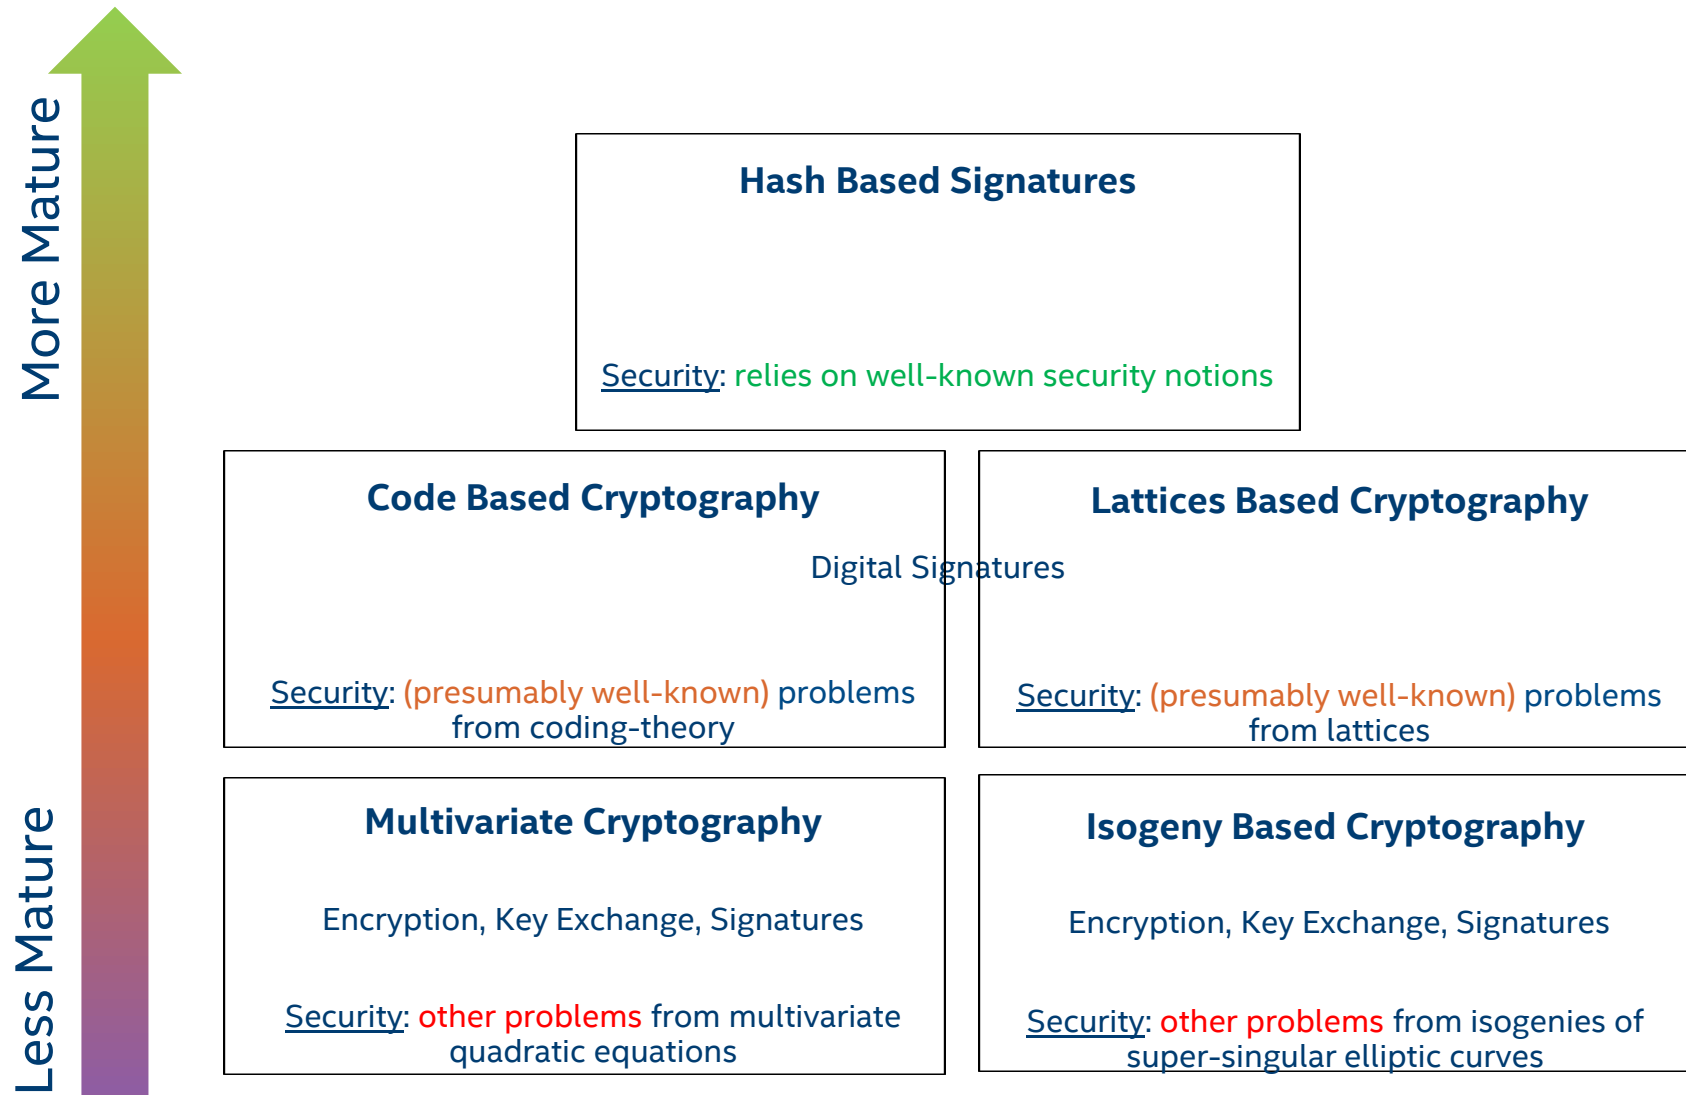 More Mature
Less Mature
Hash Based Signatures
Security: relies on well-known security notions
Code Based Cryptography
Lattices Based Cryptography
Digital Signatures
Security: (presumably well-known) problems
from coding-theory
Security: (presumably well-known) problems
from lattices
Multivariate Cryptography
Encryption, Key Exchange, Signatures
Security: other problems from multivariate
quadratic equations
Isogeny Based Cryptography
Encryption, Key Exchange, Signatures
Security: other problems from isogenies of
super-singular elliptic curves